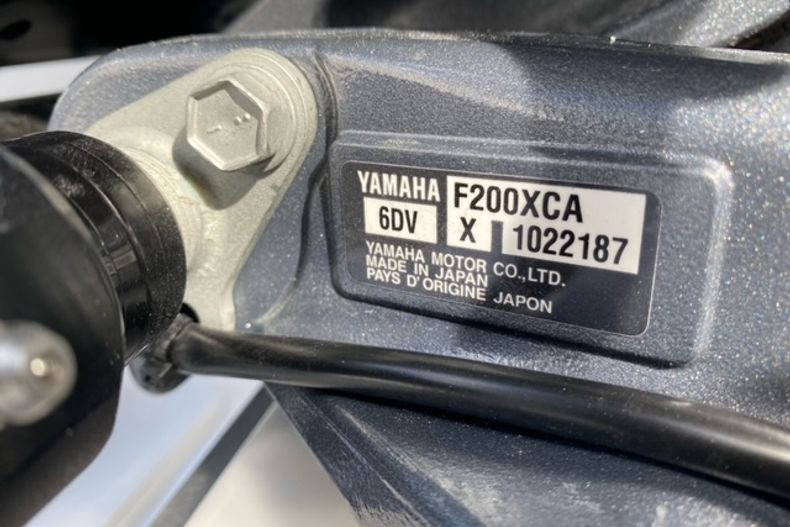 YAMAHA F200XCA
6DV X 1022187
YAMAHA MOTOR CO.,LTD.
MADE IN JAPAN
PAYS D'ORIGINE JAPON